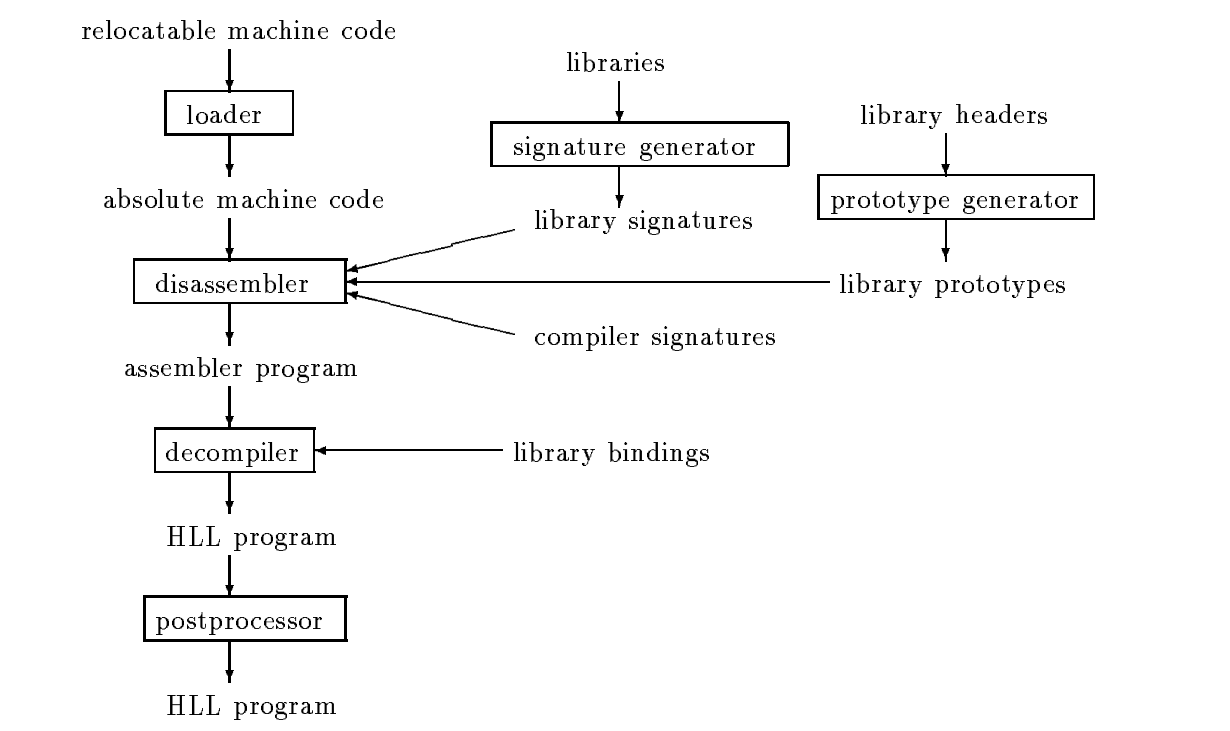 relocatable machine code
libraries
loader
library headers
signature generator
absolute machine code
prototype generator
library signatures
disassembler
library prototypes
compiler signatures
assembler program
decompiler
library bindings
HLL program
postprocessor
HLL program